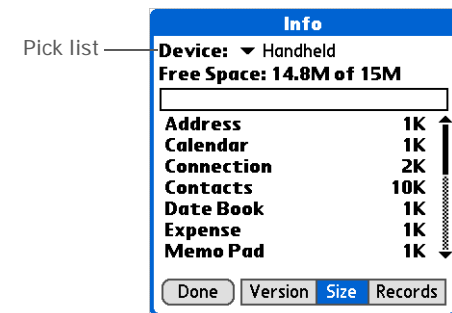 Info
Pick list
Device: Handheld
Free Space: 14.8M of 15M
Address 1K
Calendar 1K
Connection 2K
Contacts 10K
Date Book 1K
Expense 1K
Memo Pad 1K
Done Version Size Records